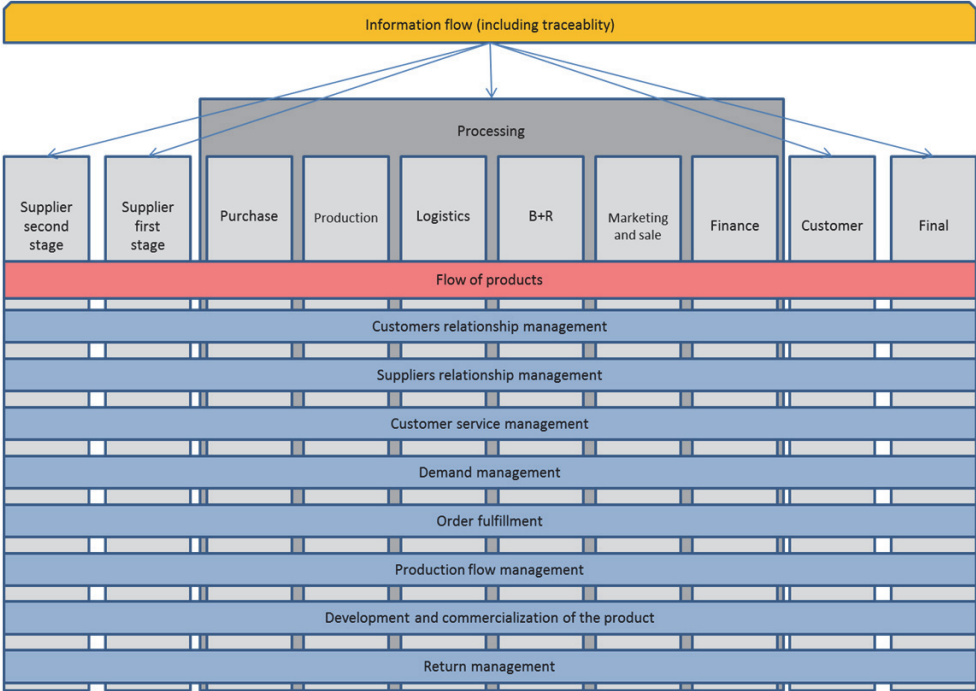 Information flow (including traceablity)
Processing
Supplier
second
stage
Supplier
first
stage
Purchase
Production
Logistics
B+R
Marketing
and sale
Finance
Customer
Final
Flow of products
Customers relationship management
Suppliers relationship management
Customer service management
Demand management
Order fulfillment
Production flow management
Development and commercialization of the product
Return management